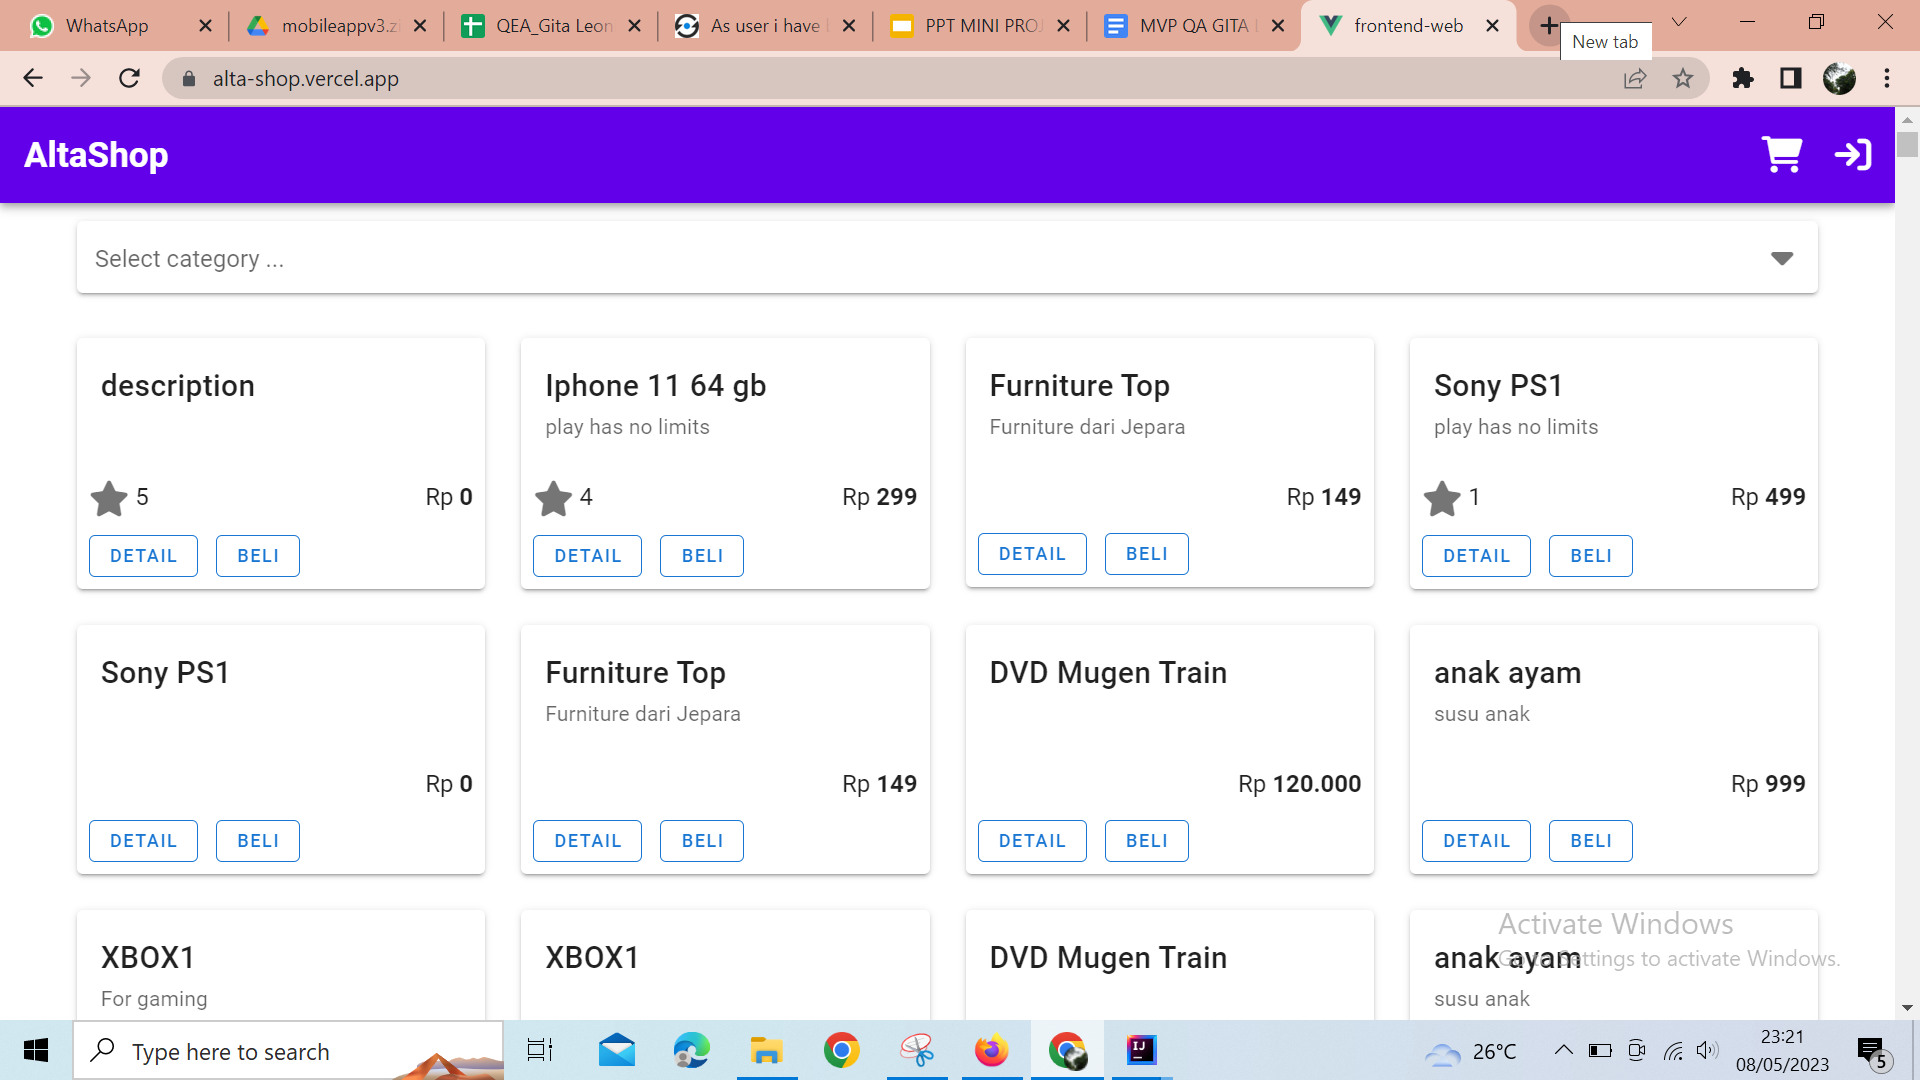 WhatsApp
mobileappv3.zi
QEA_Gita Leon
As user i have
PPT MINI PROJ
MVP QA GITA
frontend-web
New tab
alta-shop.vercel.app
AltaShop
Select category ...
description
Iphone 11 64 gb
Furniture Top
Sony PS1
play has no limits
Furniture dari Jepara
play has no limits
5 Rp 0
4 Rp 299
Rp 149
1 Rp 499
DETAIL BELI
DETAIL BELI
DETAIL BELI
DETAIL BELI
Sony PS1
Furniture Top
DVD Mugen Train
anak ayam
Furniture dari Jepara
susu anak
Rp 0
Rp 149
Rp 120.000
Rp 999
DETAIL BELI
DETAIL BELI
DETAIL BELI
DETAIL BELI
Activate Windows
Go to Settings to activate Windows.
XBOX1
XBOX1
DVD Mugen Train
anak ayam
For gaming
susu anak
Type here to search
IJ
26°C
23:21
08/05/2023
5